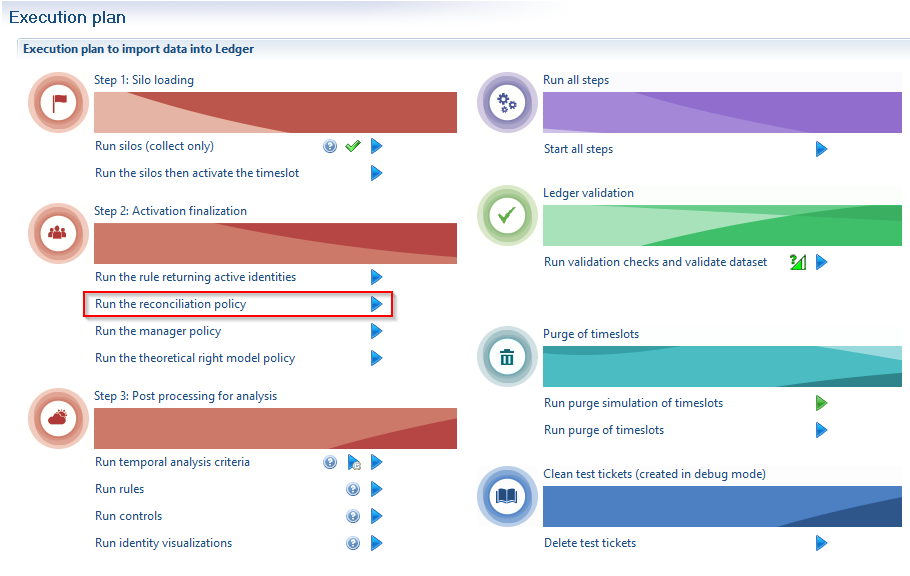 Execution plan
Execution plan to import data into Ledger
Step 1: Silo loading
Run silos (collect only)
Run the silos then activate the timeslot
Step 2: Activation finalization
Run the rule returning active identities
Run the reconciliation policy
Run the manager policy
Run the theoretical right model policy
Step 3: Post processing for analysis
Run temporal analysis criteria
Run rules
Run controls
Run identity visualizations
Run all steps
Start all steps
Ledger validation
Run validation checks and validate dataset
Purge of timeslots
Run purge simulation of timeslots
Run purge of timeslots
Clean test tickets (created in debug mode)
Delete test tickets